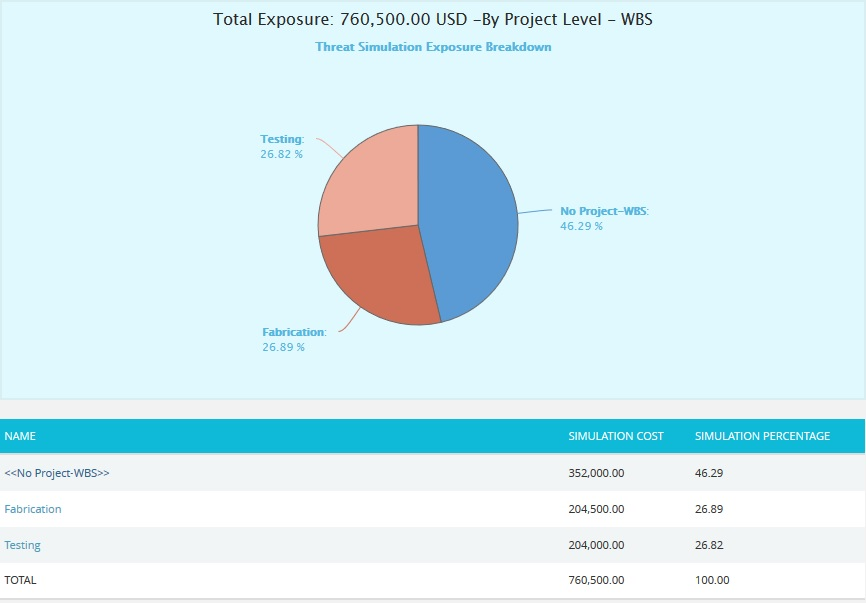 Total Exposure: 760,500.00 USD -By Project Level - WBS
Threat Simulation Exposure Breakdown
Testing:
26.82 %
No Project-WBS:
46.29 %
Fabrication:
26.89 %
NAME SIMULATION COST SIMULATION PERCENTAGE
<<No Project-WBS>> 352,000.00 46.29
Fabrication 204,500.00 26.89
Testing 204,000.00 26.82
TOTAL 760,500.00 100.00